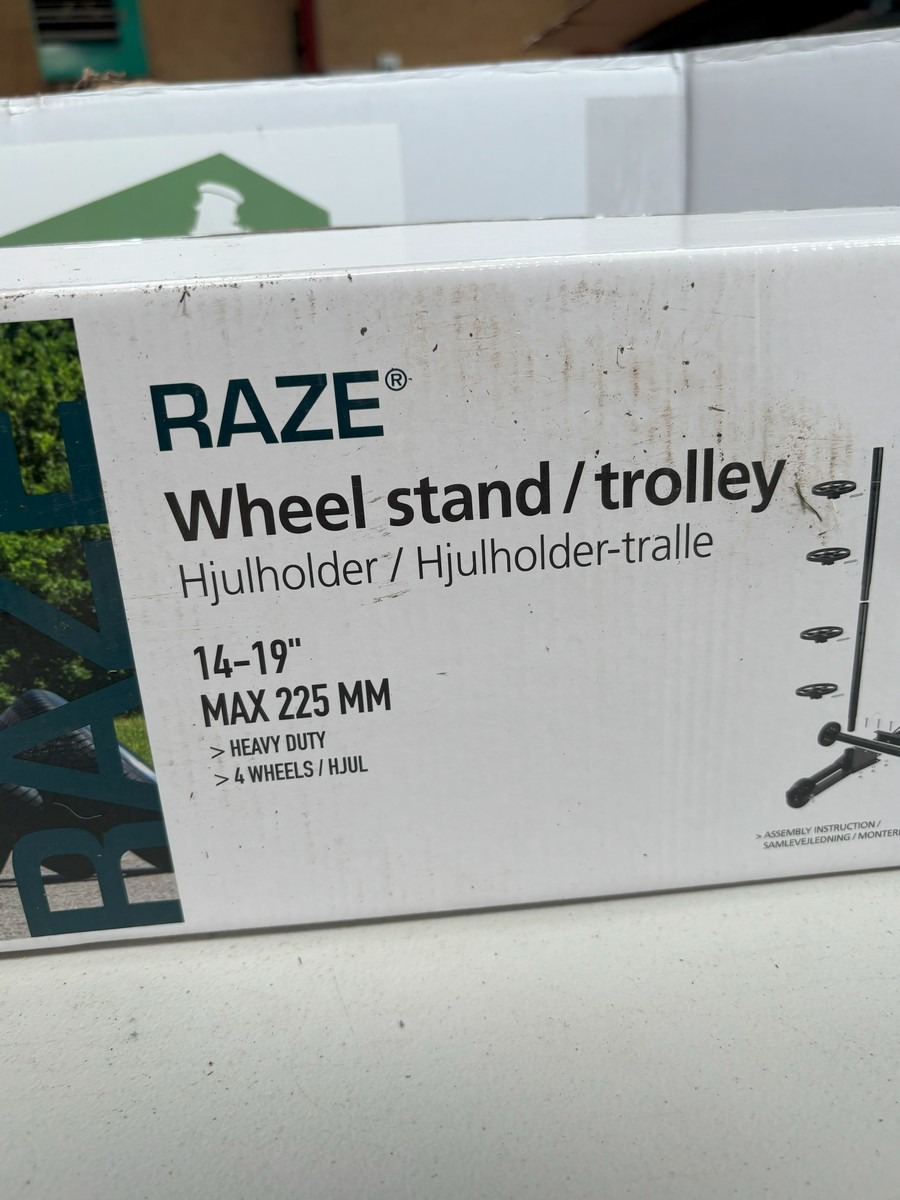 RAZE®
Wheel stand / trolley
Hjulholder / Hjulholder-tralle
14-19"
MAX 225 MM
> HEAVY DUTY
> 4 WHEELS / HJUL
> ASSEMBLY INSTRUCTION /
SAMLEVEJLEDNING /
RAZE